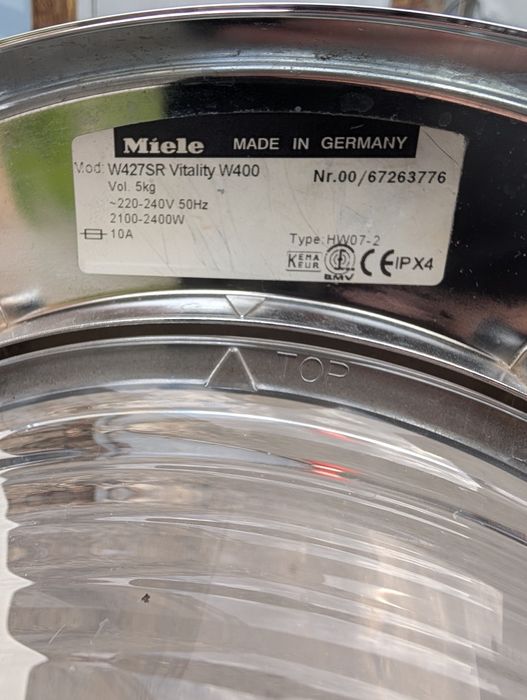 Miele MADE IN GERMANY
Mod: W427SR Vitality W400 Nr.00/67263776
Vol. 5kg
~220-240V 50Hz
2100-2400W
10A Type: HW07-2
KEMA KEUR BMV CE IPX4
TOP